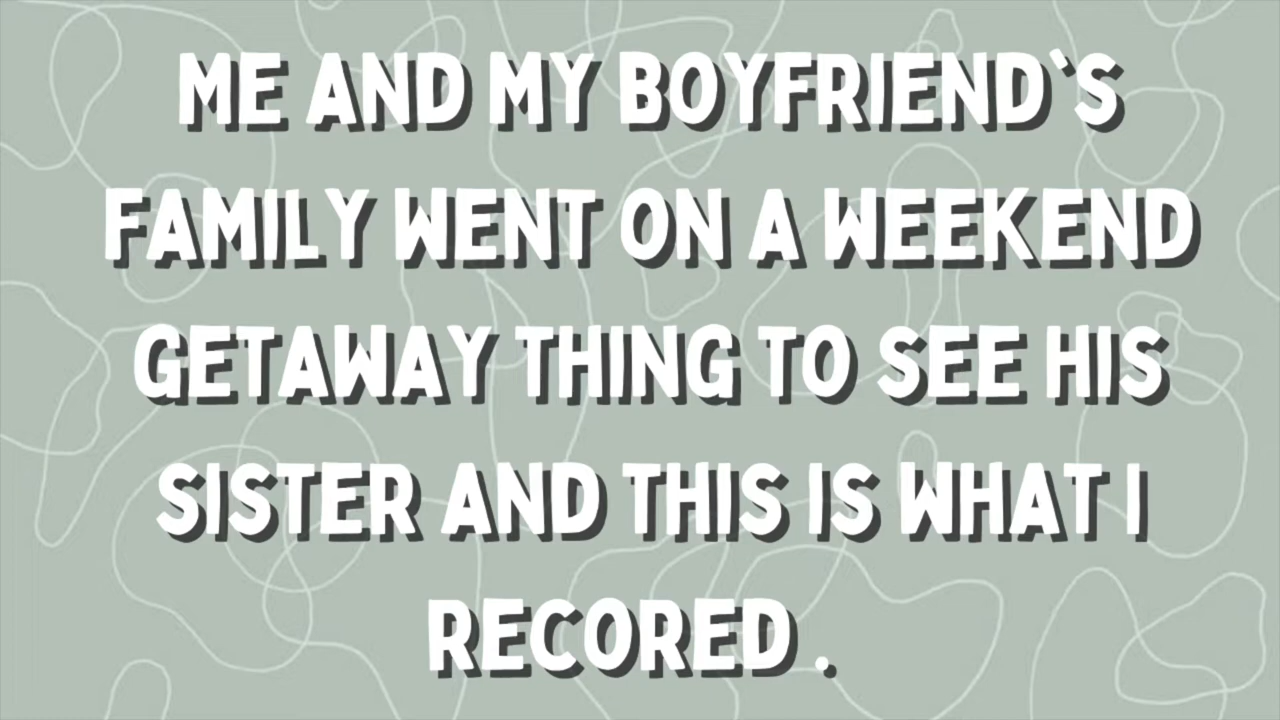 ME AND MY BOYFRIEND`S
FAMILY WENT ON A WEEKEND
GETAWAY THING TO SEE HIS
SISTER AND THIS IS WHAT I
RECORED .